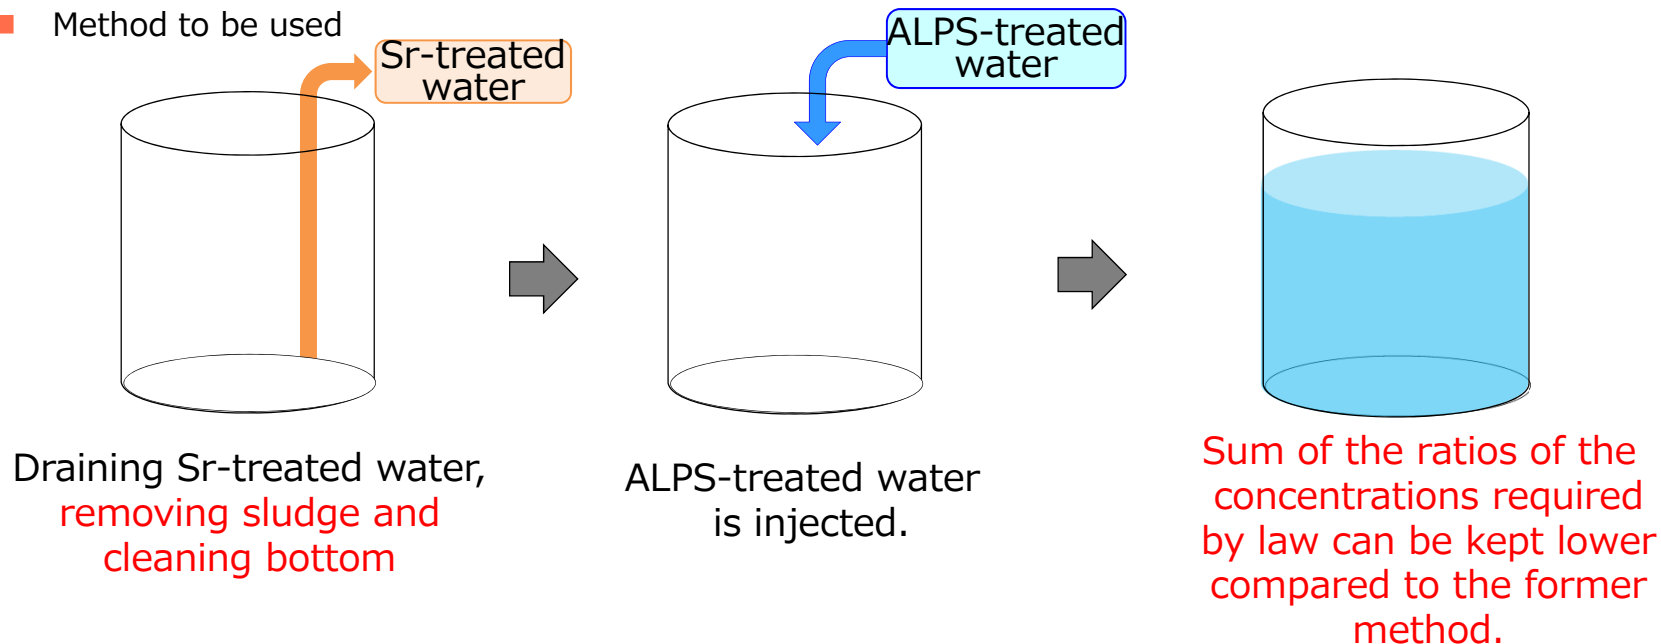 Method to be used
Sr-treated
water
ALPS-treated
water
Draining Sr-treated water,
removing sludge and
cleaning bottom
ALPS-treated water
is injected.
Sum of the ratios of the
concentrations required
by law can be kept lower
compared to the former
method.